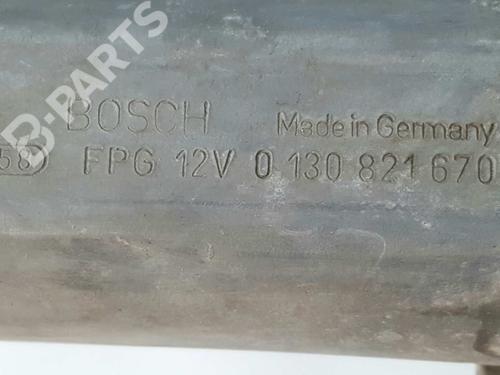 B-PARTS
BOSCH Made in Germany
58 FPG 12V 0 130 821 670